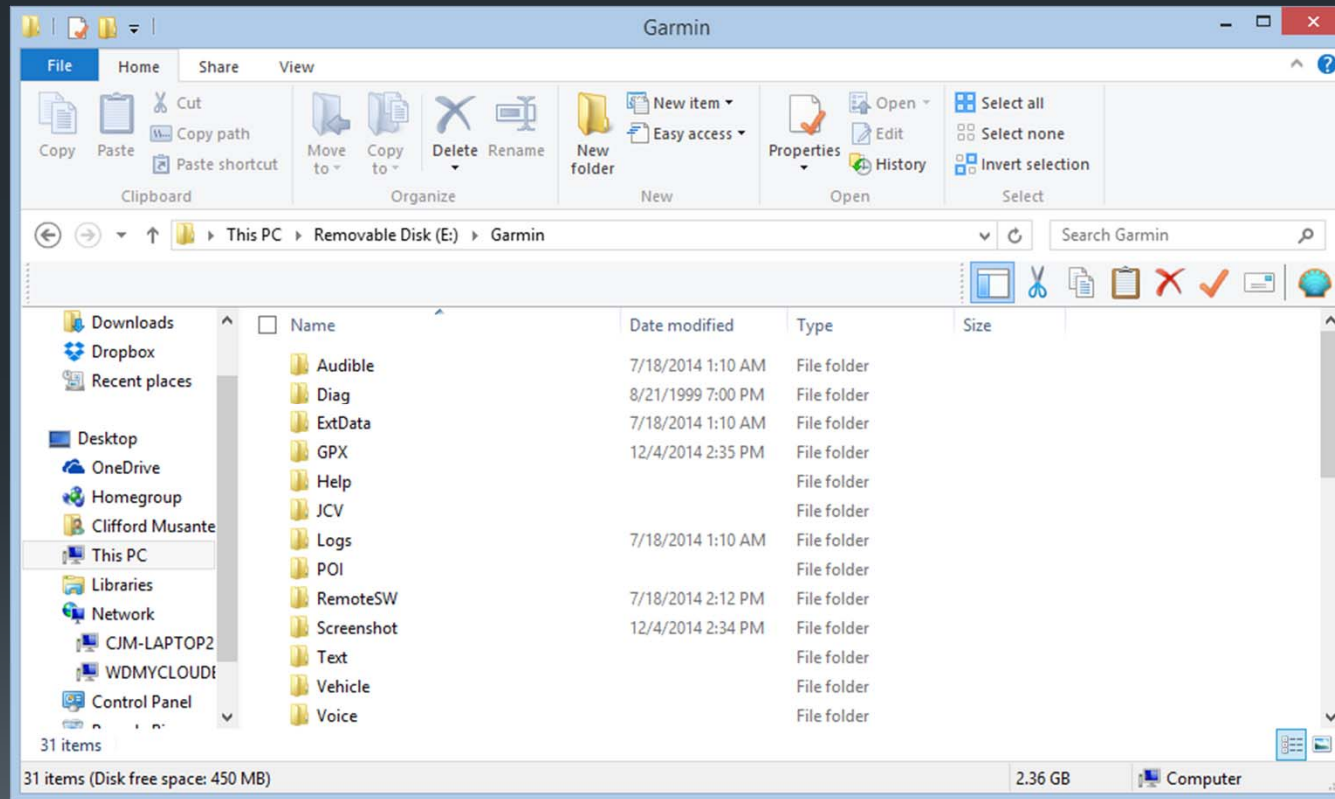 Garmin
File Home Share View
Copy Paste Cut Copy path Paste shortcut Move to Copy to Delete Rename New folder New item Easy access Properties Open Edit History Select all Select none Invert selection
Clipboard Organize New Open Select
This PC Removable Disk (E:) Garmin Search Garmin
Downloads
Dropbox
Recent places
Desktop
OneDrive
Homegroup
Clifford Musante
This PC
Libraries
Network
CJM-LAPTOP2
WDMYCLOUDE
Control Panel
Name Date modified Type Size
Audible 7/18/2014 1:10 AM File folder
Diag 8/21/1999 7:00 PM File folder
ExtData 7/18/2014 1:10 AM File folder
GPX 12/4/2014 2:35 PM File folder
Help File folder
JCV File folder
Logs 7/18/2014 1:10 AM File folder
POI File folder
RemoteSW 7/18/2014 2:12 PM File folder
Screenshot 12/4/2014 2:34 PM File folder
Text File folder
Vehicle File folder
Voice File folder
31 items
31 items (Disk free space: 450 MB) 2.36 GB Computer